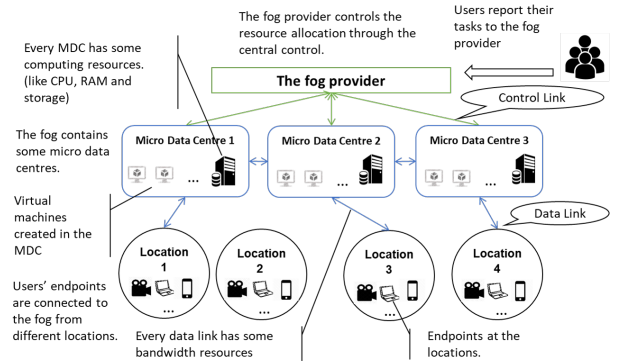 The fog provider controls the
resource allocation through the
central control.
Users report their
tasks to the fog
provider
Every MDC has some
computing resources.
(like CPU, RAM and
storage)
The fog provider
Control Link
The fog contains
some micro data
centres.
Micro Data Centre 1
...
Micro Data Centre 2
...
Micro Data Centre 3
...
Virtual
machines
created in the
MDC
Data Link
Location
1
...
Location
2
...
Location
3
...
Location
4
...
Users’ endpoints
are connected to
the fog from
different locations.
Every data link has some
bandwidth resources
Endpoints at the
locations.